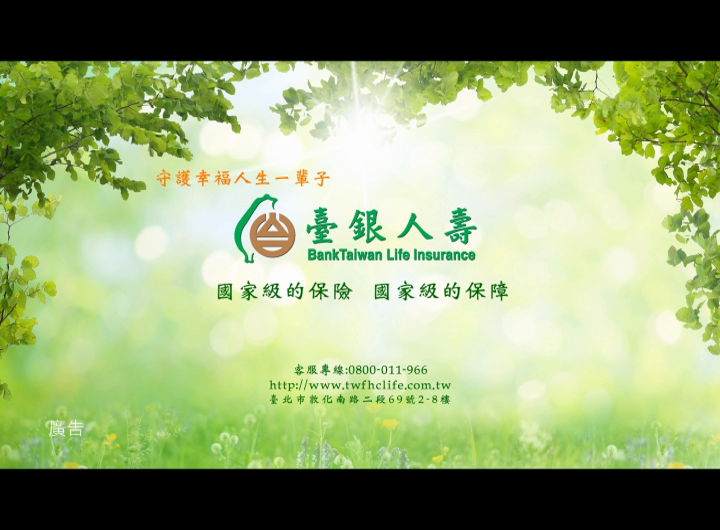 守護幸福人生一輩子
臺銀人壽
BankTaiwan Life Insurance
國家級的保險 國家級的保障
客服專線:0800-011-966
http://www.twfhclife.com.tw
臺北市敦化南路二段69號2-8樓
廣告